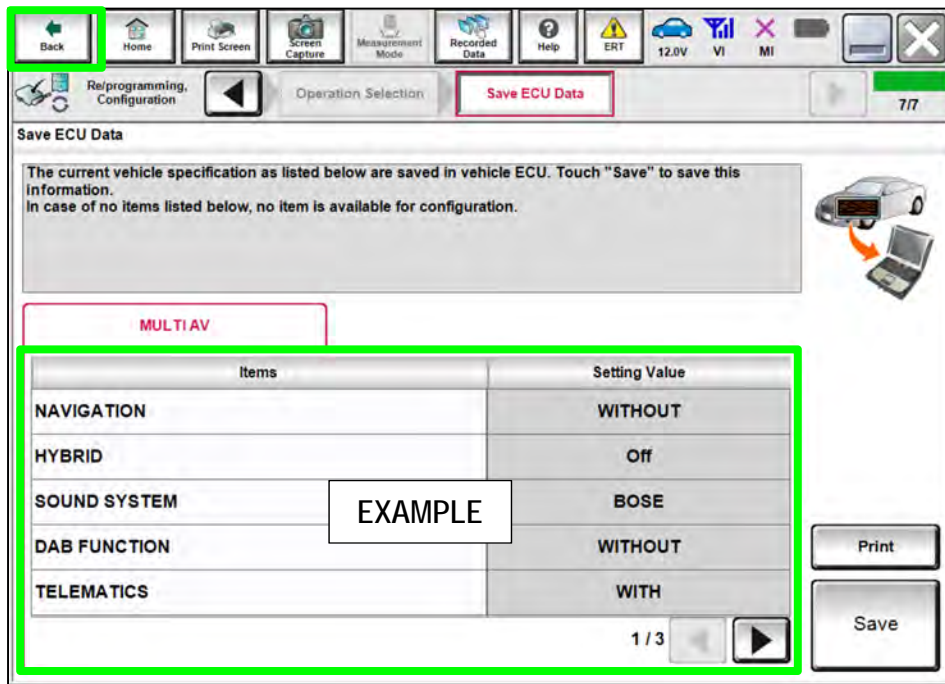 Back
Home
Print Screen
Screen
Capture
Measurement
Mode
Recorded
Data
Help
ERT
12.0V
VI
MI
Re/programming,
Configuration
Operation Selection
Save ECU Data
7/7
Save ECU Data
The current vehicle specification as listed below are saved in vehicle ECU. Touch "Save" to save this
information.
In case of no items listed below, no item is available for configuration.
MULTI AV
Items Setting Value
NAVIGATION WITHOUT
HYBRID Off
SOUND SYSTEM BOSE
EXAMPLE
DAB FUNCTION WITHOUT
TELEMATICS WITH
1 / 3
Print
Save